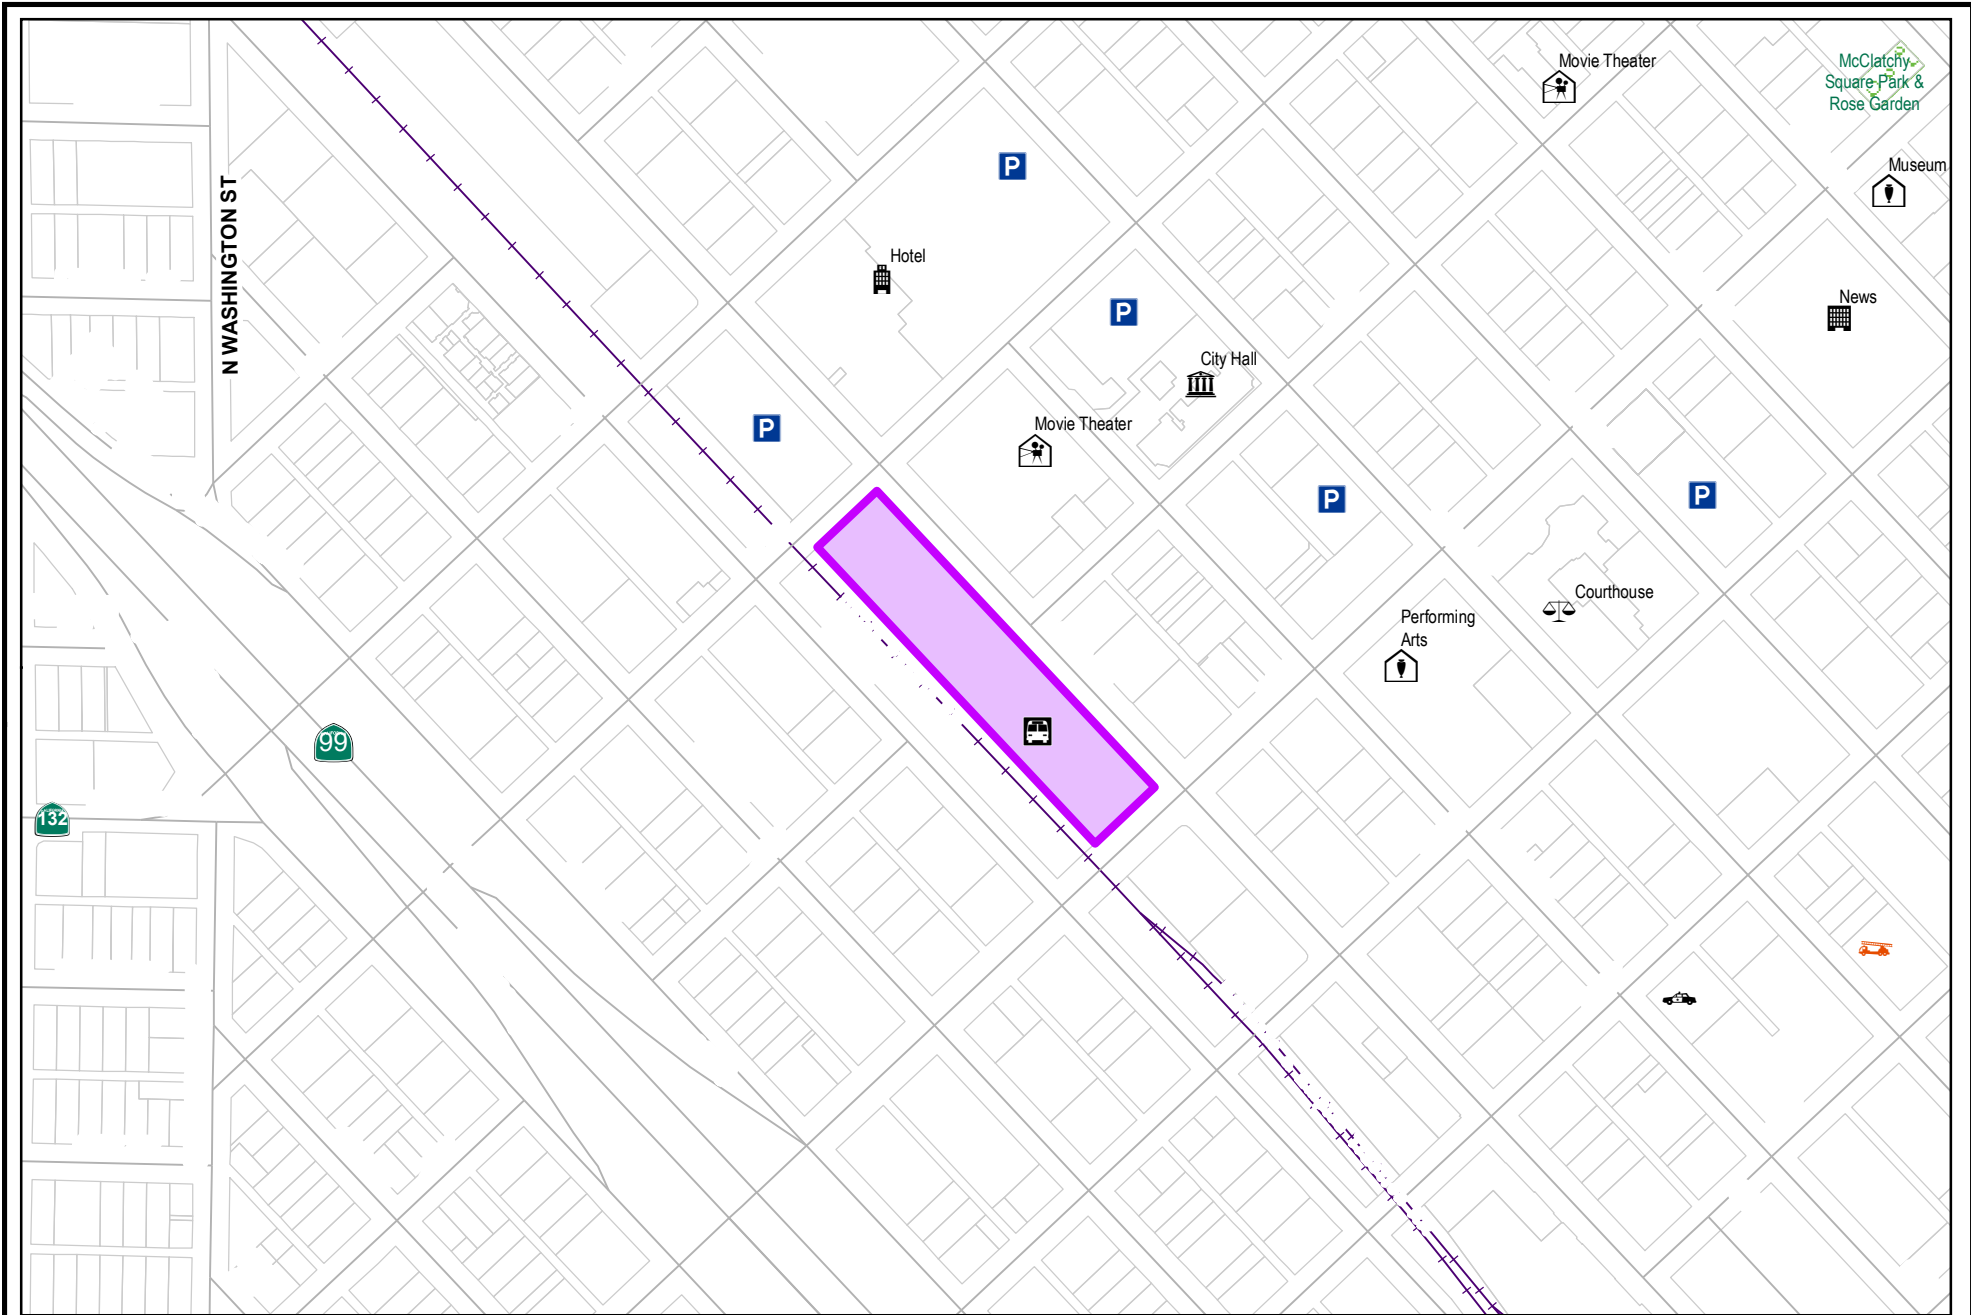 Movie Theater
McClatchy
Square Park &
Rose Garden
P
Museum
N WASHINGTON ST
Hotel
News
P
City Hall
P
Movie Theater
P
P
Courthouse
Performing
Arts
99
132